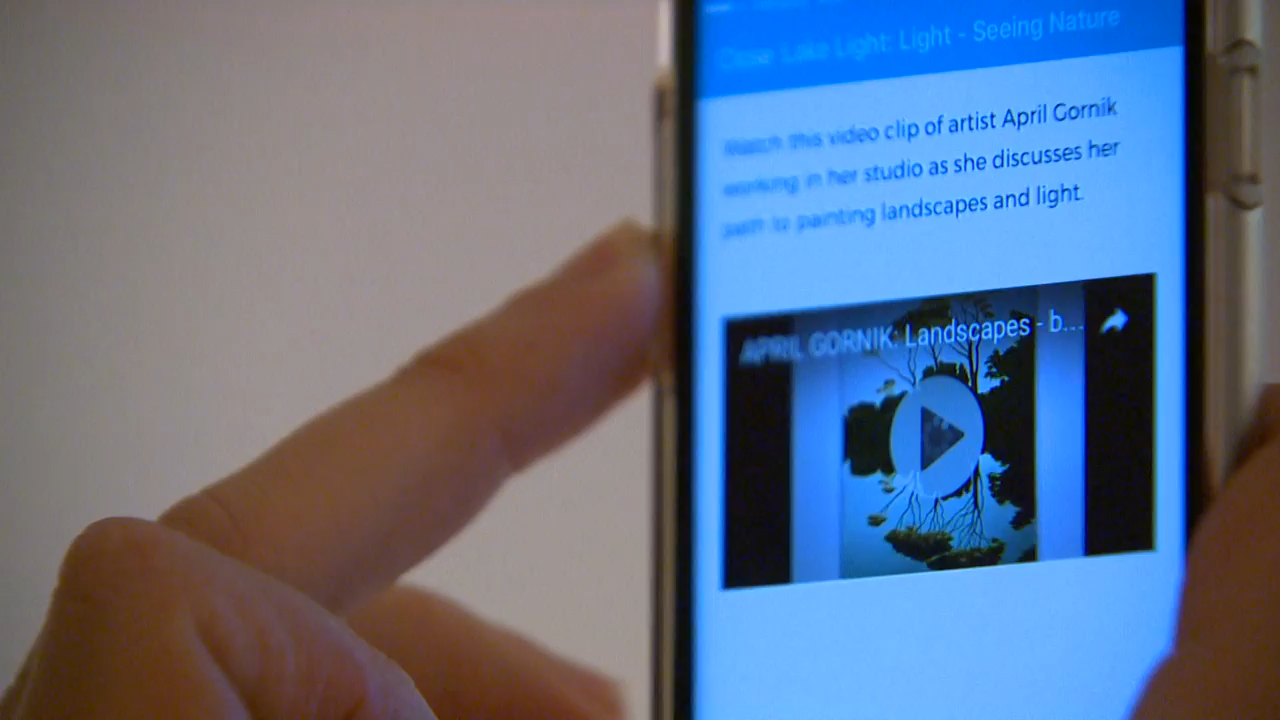 Close Lake Light: Light - Seeing Nature
Watch this video clip of artist April Gornik
working in her studio as she discusses her
path to painting landscapes and light.
APRIL GORNIK: Landscapes - b...